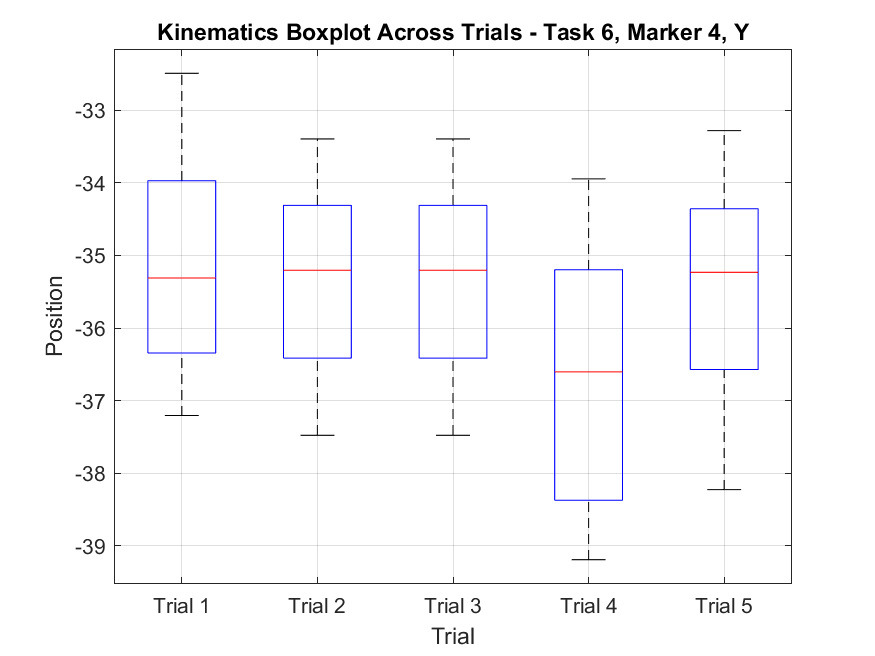 Kinematics Boxplot Across Trials - Task 6, Marker 4, Y
-33
-34
-35
-36
-37
-38
-39
Position
Trial 1 Trial 2 Trial 3 Trial 4 Trial 5
Trial